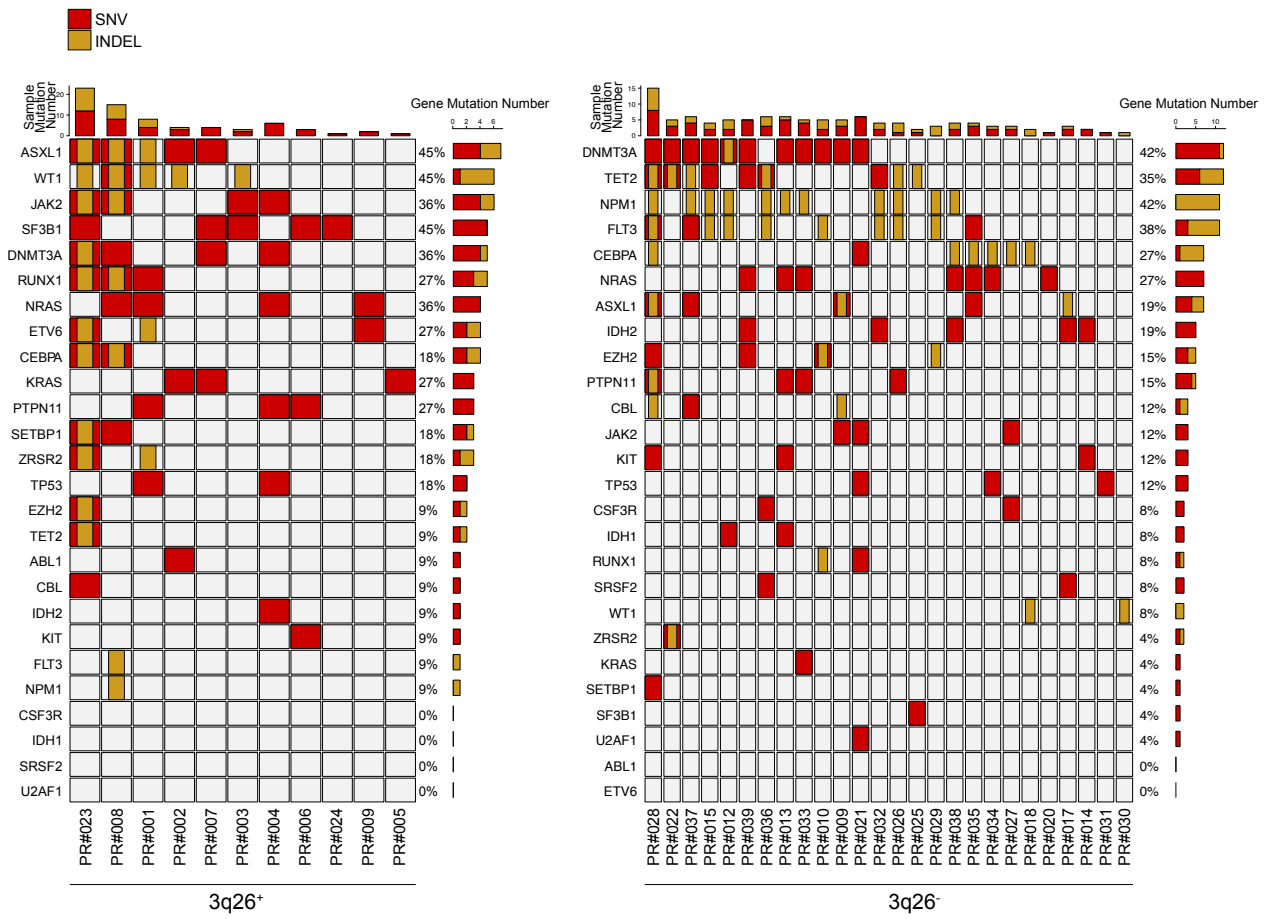 SNV
INDEL
Sample
Mutation
Number
20
10
0
Gene Mutation Number
0 2 4 6
ASXL1 45%
WT1 45%
JAK2 36%
SF3B1 45%
DNMT3A 36%
RUNX1 27%
NRAS 36%
ETV6 27%
CEBPA 18%
KRAS 27%
PTPN11 27%
SETBP1 18%
ZRSR2 18%
TP53 18%
EZH2 9%
TET2 9%
ABL1 9%
CBL 9%
IDH2 9%
KIT 9%
FLT3 9%
NPM1 9%
CSF3R 0%
IDH1 0%
SRSF2 0%
U2AF1 0%
PR#023 PR#008 PR#001 PR#002 PR#007 PR#003 PR#004 PR#006 PR#024 PR#009 PR#005
3q26⁺
Sample
Mutation
Number
15
10
5
0
Gene Mutation Number
0 5 10
DNMT3A 42%
TET2 35%
NPM1 42%
FLT3 38%
CEBPA 27%
NRAS 27%
ASXL1 19%
IDH2 19%
EZH2 15%
PTPN11 15%
CBL 12%
JAK2 12%
KIT 12%
TP53 12%
CSF3R 8%
IDH1 8%
RUNX1 8%
SRSF2 8%
WT1 8%
ZRSR2 4%
KRAS 4%
SETBP1 4%
SF3B1 4%
U2AF1 4%
ABL1 0%
ETV6 0%
PR#028 PR#022 PR#037 PR#015 PR#012 PR#039 PR#036 PR#013 PR#033 PR#010 PR#009 PR#021 PR#032 PR#026 PR#025 PR#029 PR#038 PR#035 PR#034 PR#027 PR#018 PR#020 PR#017 PR#014 PR#031 PR#030
3q26⁻